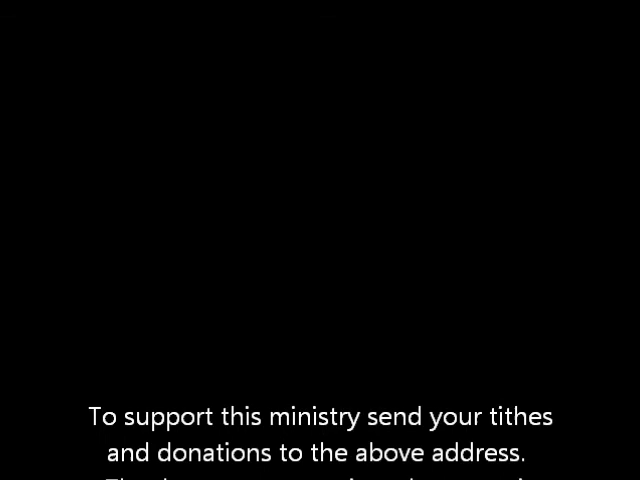 To support this ministry send your tithes
and donations to the above address.